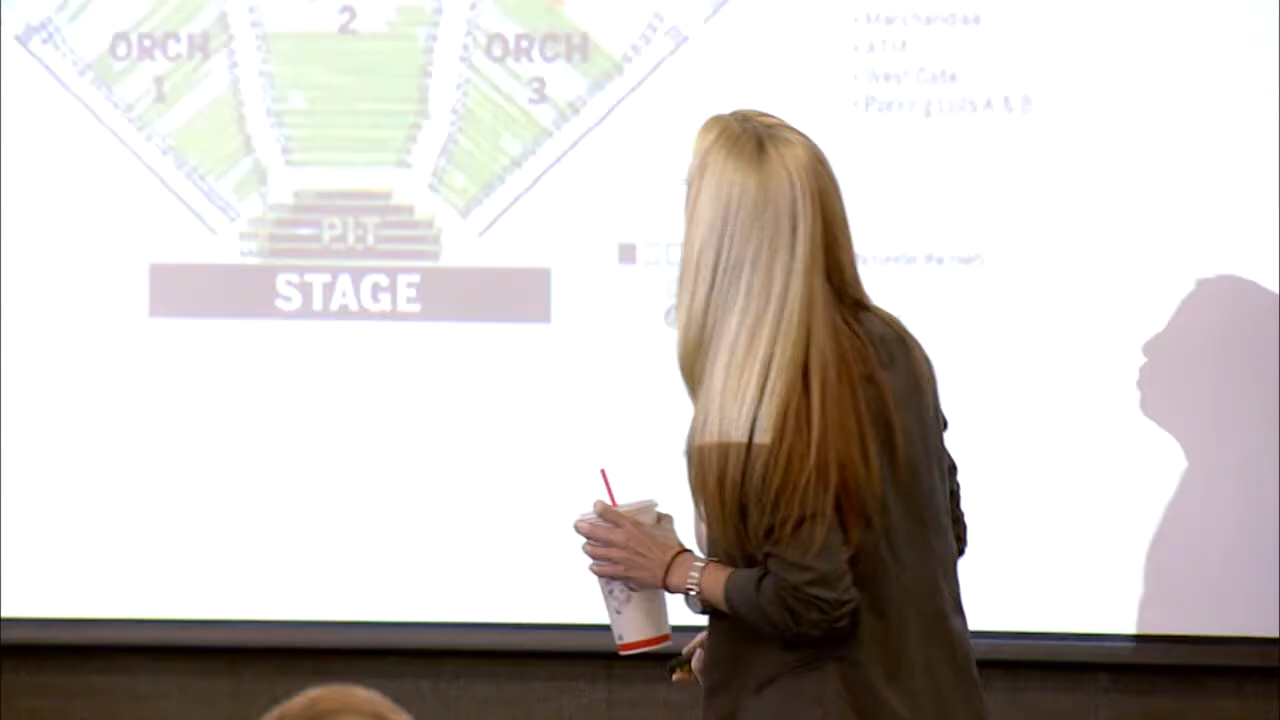 2
ORCH
1
ORCH
3
PIT
STAGE
• Merchandise
• ATM
• West Gate
• Parking Lots A & B